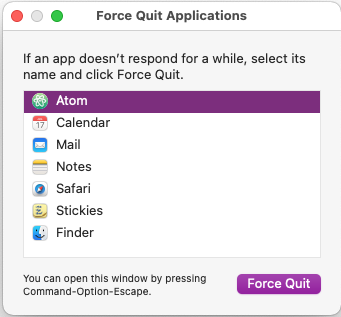 Force Quit Applications
If an app doesn’t respond for a while, select its
name and click Force Quit.
Atom
Calendar
Mail
Notes
Safari
Stickies
Finder
You can open this window by pressing
Command-Option-Escape.
Force Quit